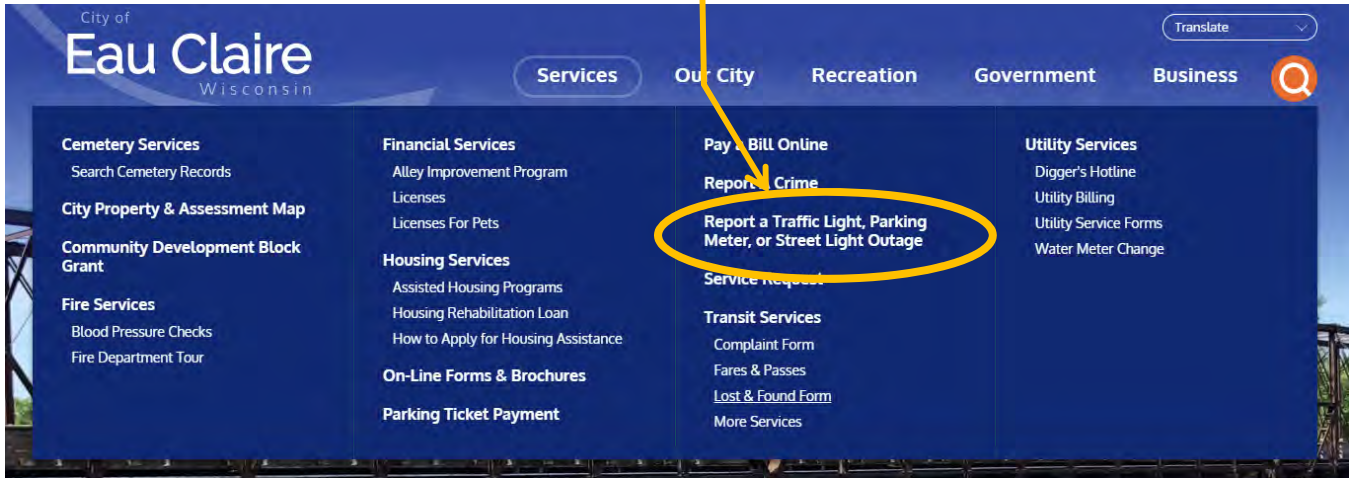 City of
Eau Claire
Wisconsin
Translate
Services
Our City
Recreation
Government
Business
Cemetery Services
Search Cemetery Records
City Property & Assessment Map
Community Development Block
Grant
Fire Services
Blood Pressure Checks
Fire Department Tour
Financial Services
Alley Improvement Program
Licenses
Licenses For Pets
Housing Services
Assisted Housing Programs
Housing Rehabilitation Loan
How to Apply for Housing Assistance
On-Line Forms & Brochures
Parking Ticket Payment
Pay a Bill Online
Report a Crime
Report a Traffic Light, Parking
Meter, or Street Light Outage
Service Request
Transit Services
Complaint Form
Fares & Passes
Lost & Found Form
More Services
Utility Services
Digger's Hotline
Utility Billing
Utility Service Forms
Water Meter Change